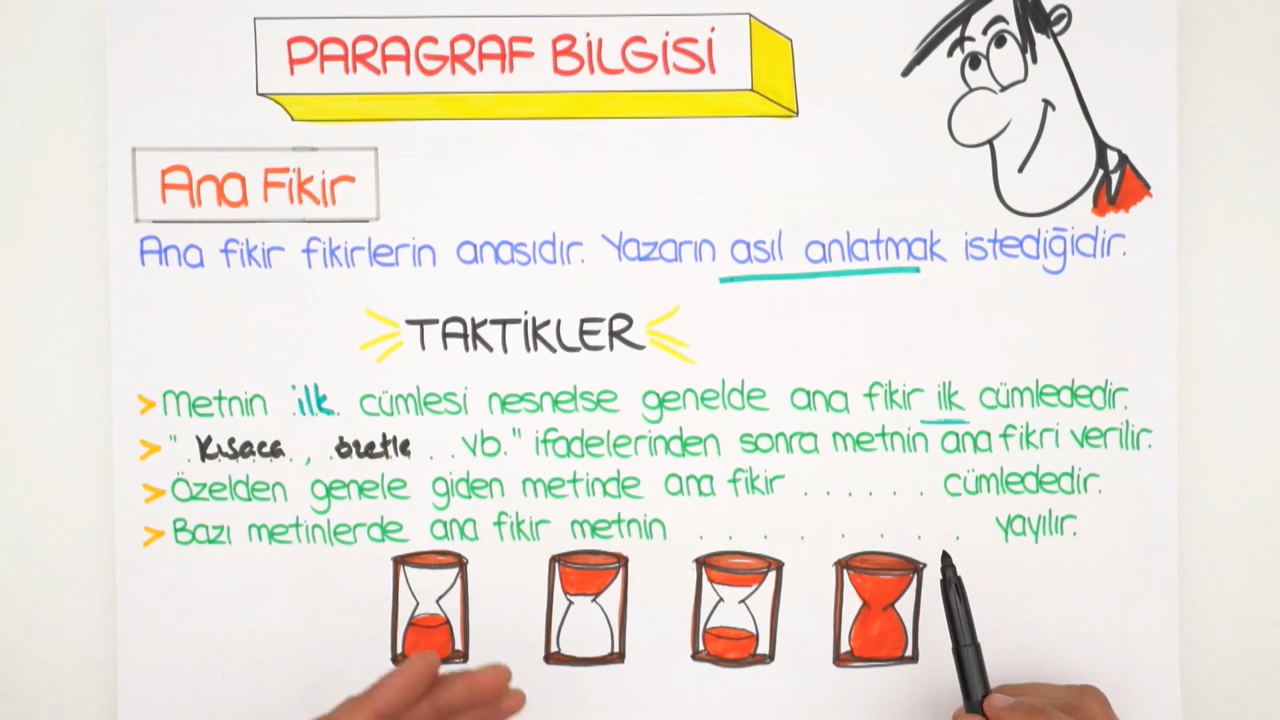 PARAGRAF BİLGİSİ
Ana Fikir
Ana fikir fikirlerin anasıdır. Yazarın asıl anlatmak istediğidir.
TAKTİKLER
> Metnin .ilk. cümlesi nesnelse genelde ana fikir ilk cümlededir.
> ". Kısaca . , özetle . . vb." ifadelerinden sonra metnin ana fikri verilir.
> Özelden genele giden metinde ana fikir . . . . . . cümlededir.
> Bazı metinlerde ana fikir metnin . . . . . . . . . yayılır.